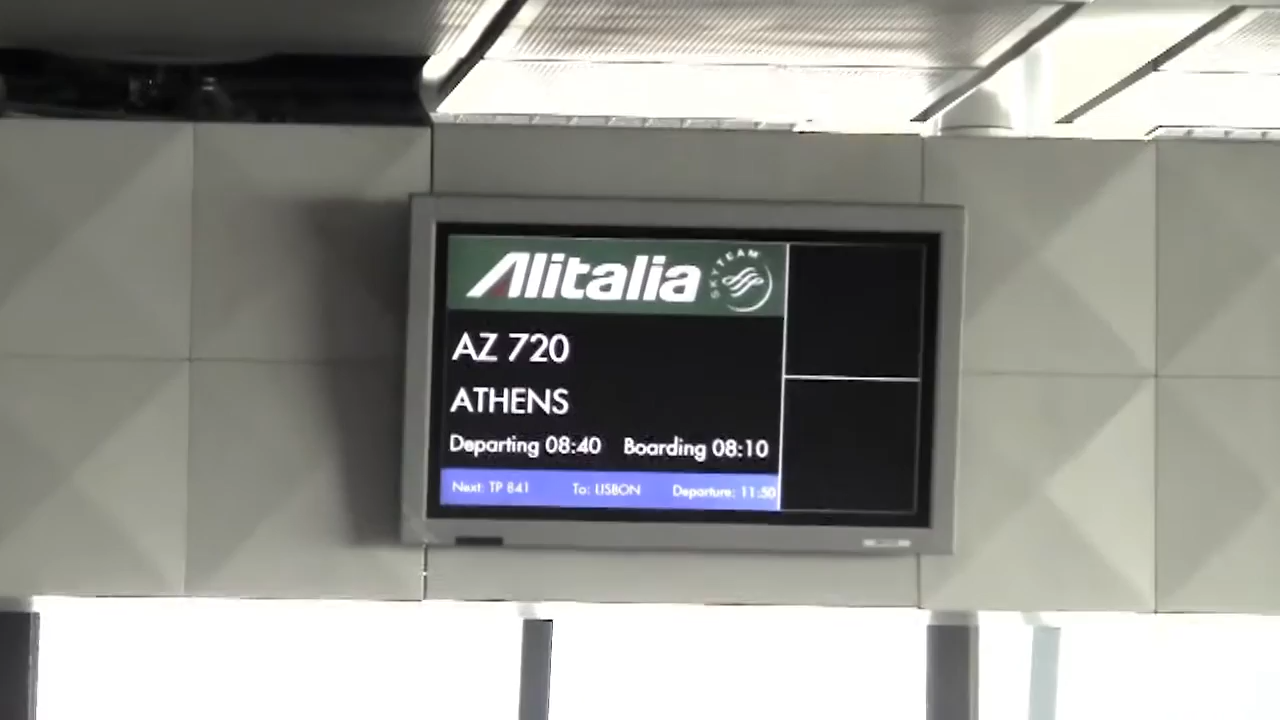 Alitalia SKYTEAM
AZ 720
ATHENS
Departing 08:40 Boarding 08:10
Next: TP 841 To: LISBON Departure: 11:50